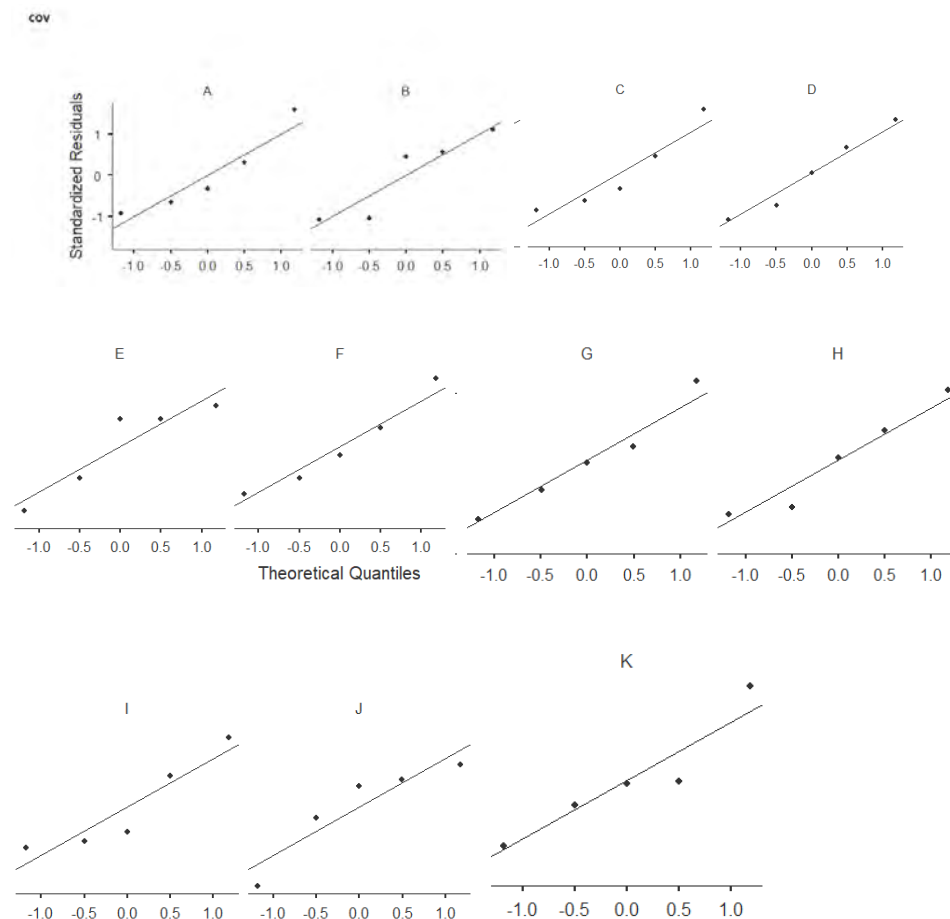 cov
A B C D
Standardized Residuals
1
0
-1
-1.0 -0.5 0.0 0.5 1.0 -1.0 -0.5 0.0 0.5 1.0 -1.0 -0.5 0.0 0.5 1.0 -1.0 -0.5 0.0 0.5 1.0
E F G H
-1.0 -0.5 0.0 0.5 1.0 -1.0 -0.5 0.0 0.5 1.0 -1.0 -0.5 0.0 0.5 1.0 -1.0 -0.5 0.0 0.5 1.0
Theoretical Quantiles
K
I J
-1.0 -0.5 0.0 0.5 1.0 -1.0 -0.5 0.0 0.5 1.0 -1.0 -0.5 0.0 0.5 1.0